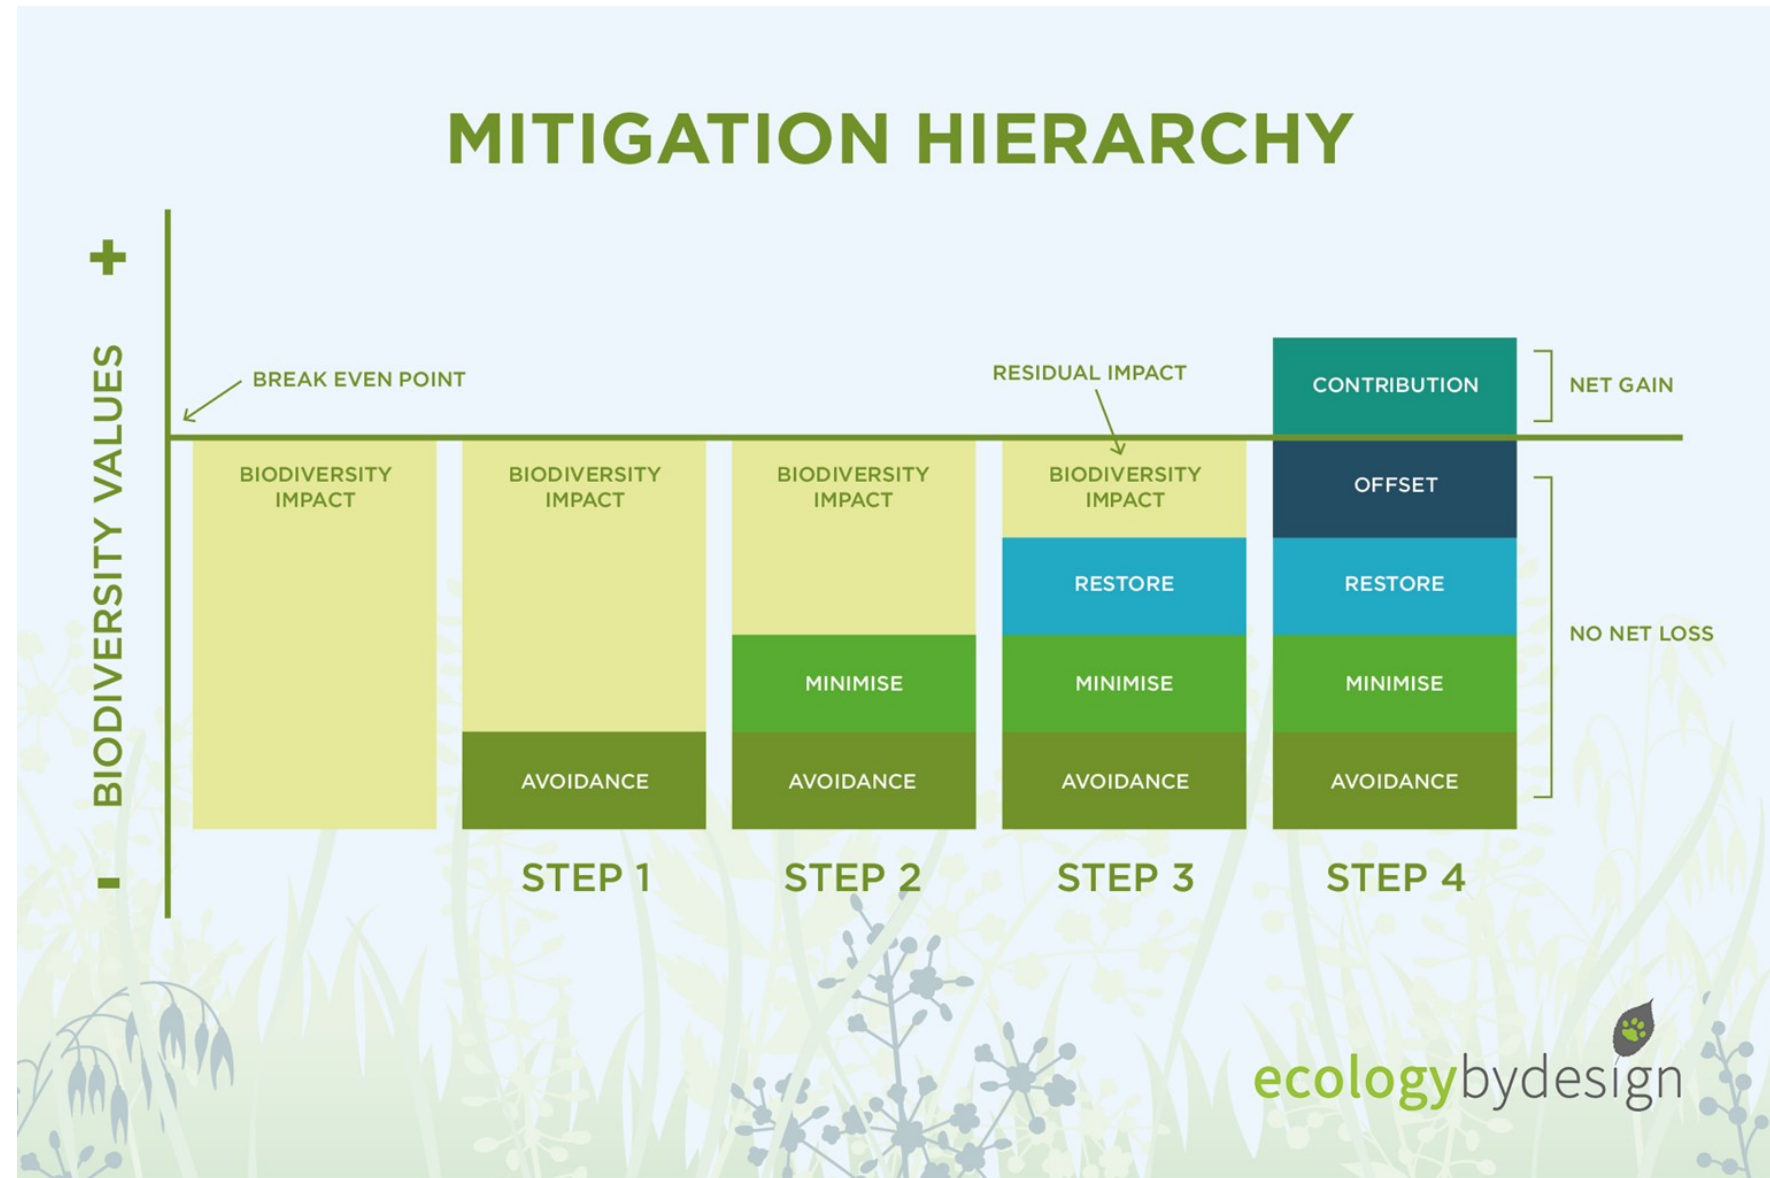 MITIGATION HIERARCHY
+
BIODIVERSITY VALUES
-
BREAK EVEN POINT
RESIDUAL IMPACT
BIODIVERSITY
IMPACT
BIODIVERSITY
IMPACT
AVOIDANCE
STEP 1
BIODIVERSITY
IMPACT
MINIMISE
AVOIDANCE
STEP 2
BIODIVERSITY
IMPACT
RESTORE
MINIMISE
AVOIDANCE
STEP 3
CONTRIBUTION
OFFSET
RESTORE
MINIMISE
AVOIDANCE
STEP 4
NET GAIN
NO NET LOSS
ecologybydesign